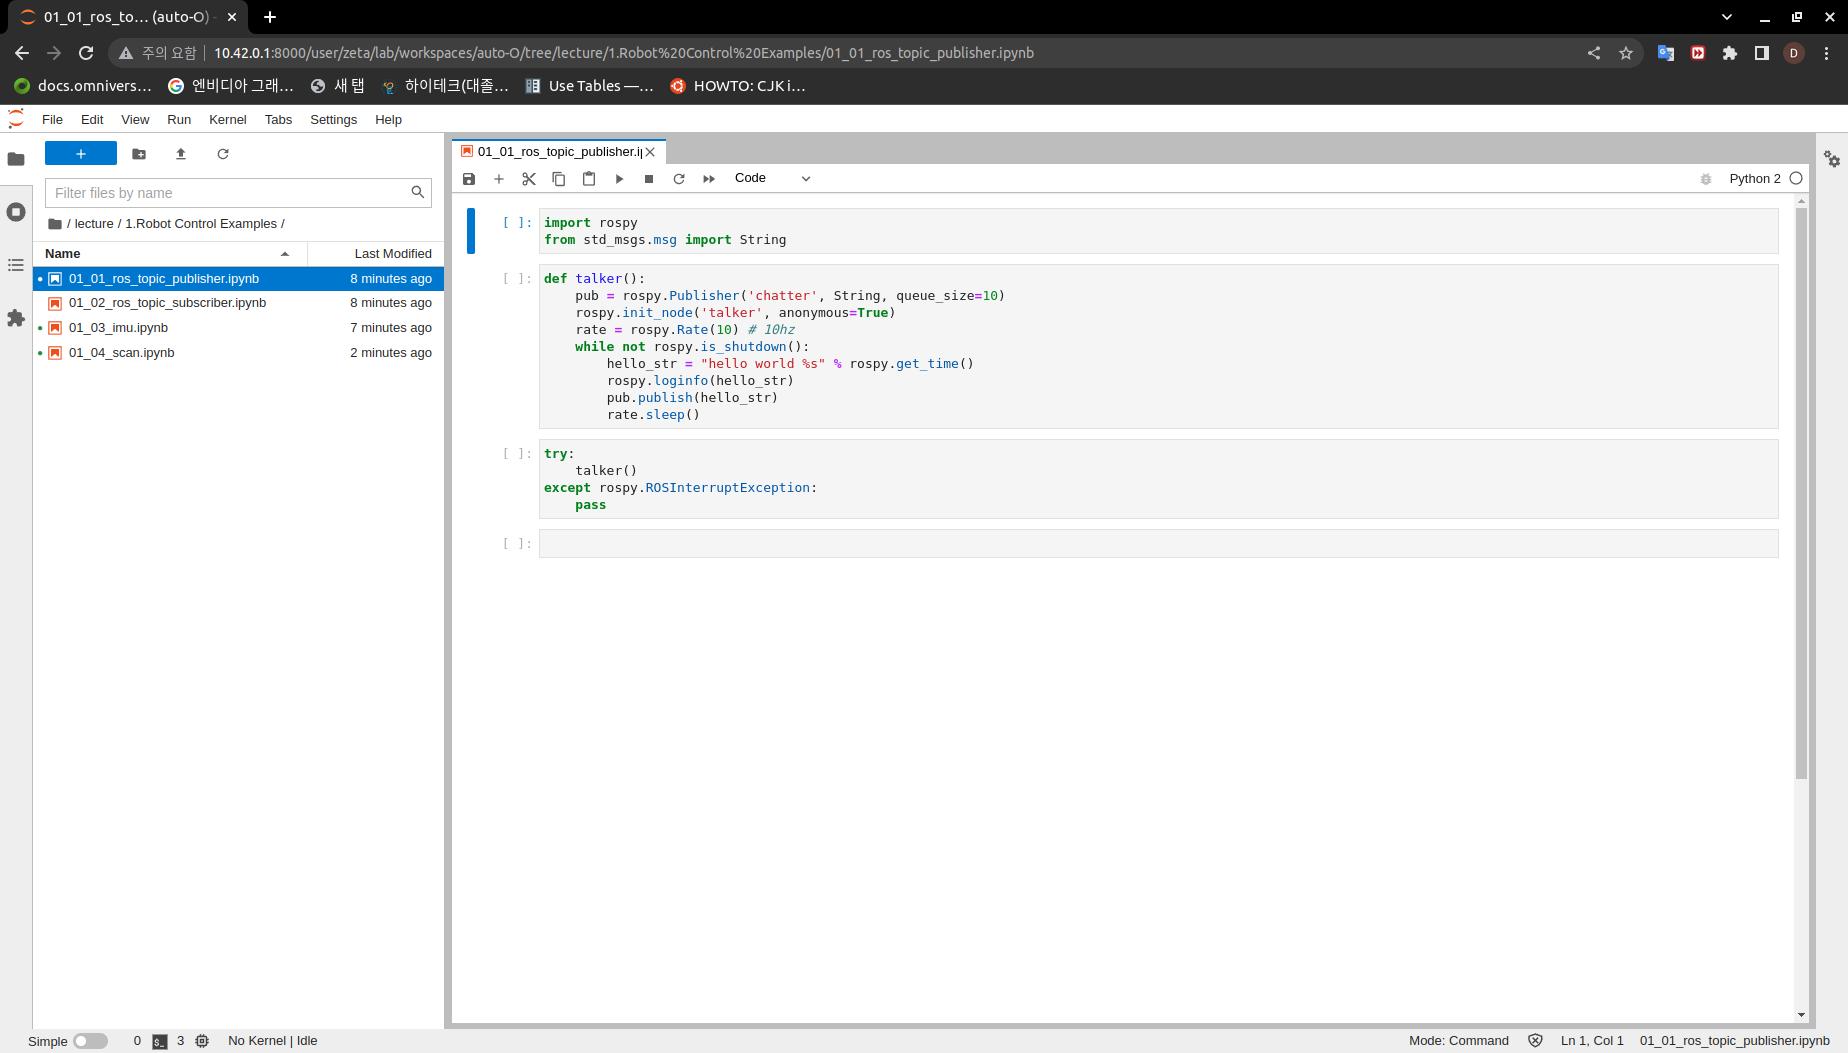 01_01_ros_to… (auto-O) -
주의 요함 10.42.0.1:8000/user/zeta/lab/workspaces/auto-O/tree/lecture/1.Robot%20Control%20Examples/01_01_ros_topic_publisher.ipynb
D
docs.omnivers… 엔비디아 그래… 새 탭 하이테크(대졸… Use Tables —… HOWTO: CJK i…
File Edit View Run Kernel Tabs Settings Help
01_01_ros_topic_publisher.i
Code Python 2
Filter files by name
/ lecture / 1.Robot Control Examples /
Name Last Modified
01_01_ros_topic_publisher.ipynb 8 minutes ago
01_02_ros_topic_subscriber.ipynb 8 minutes ago
01_03_imu.ipynb 7 minutes ago
01_04_scan.ipynb 2 minutes ago
[ ]: import rospy
from std_msgs.msg import String
[ ]: def talker():
pub = rospy.Publisher('chatter', String, queue_size=10)
rospy.init_node('talker', anonymous=True)
rate = rospy.Rate(10) # 10hz
while not rospy.is_shutdown():
hello_str = "hello world %s" % rospy.get_time()
rospy.loginfo(hello_str)
pub.publish(hello_str)
rate.sleep()
[ ]: try:
talker()
except rospy.ROSInterruptException:
pass
[ ]:
Simple 0 $_ 3 No Kernel | Idle Mode: Command Ln 1, Col 1 01_01_ros_topic_publisher.ipynb